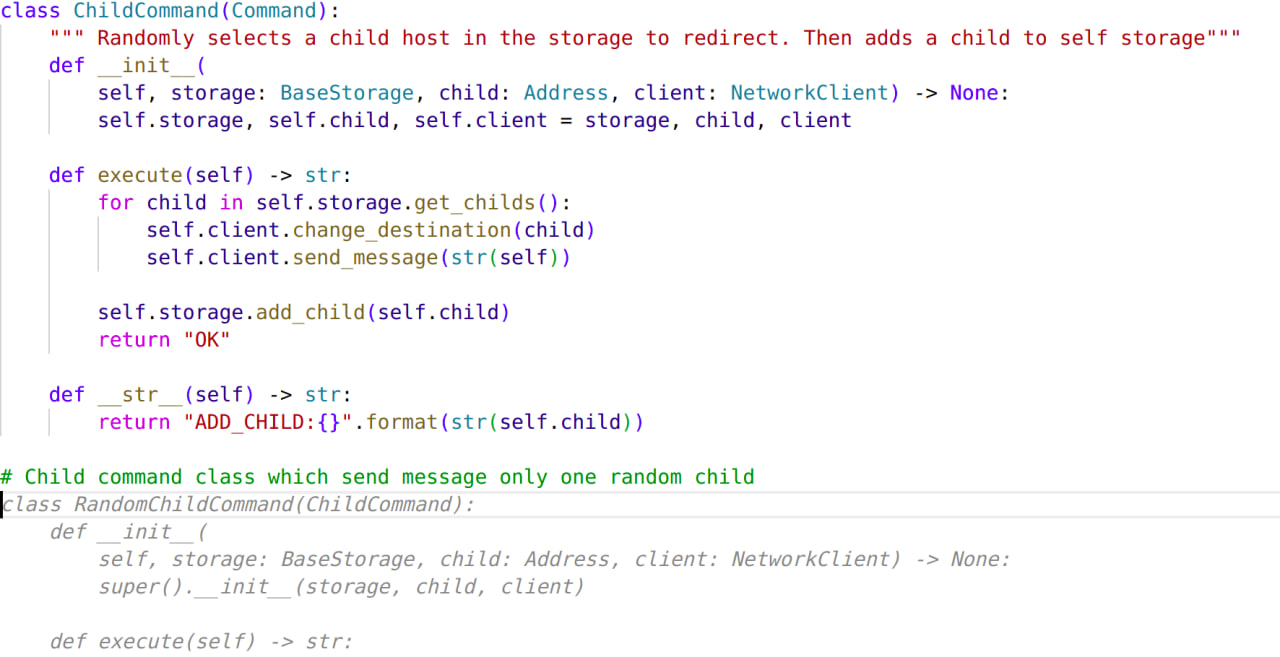 class ChildCommand(Command):
    """ Randomly selects a child host in the storage to redirect. Then adds a child to self storage"""
    def __init__(
        self, storage: BaseStorage, child: Address, client: NetworkClient) -> None:
        self.storage, self.child, self.client = storage, child, client

    def execute(self) -> str:
        for child in self.storage.get_childs():
            self.client.change_destination(child)
            self.client.send_message(str(self))

        self.storage.add_child(self.child)
        return "OK"

    def __str__(self) -> str:
        return "ADD_CHILD:{}".format(str(self.child))

# Child command class which send message only one random child
class RandomChildCommand(ChildCommand):
    def __init__(
        self, storage: BaseStorage, child: Address, client: NetworkClient) -> None:
        super().__init__(storage, child, client)

    def execute(self) -> str: